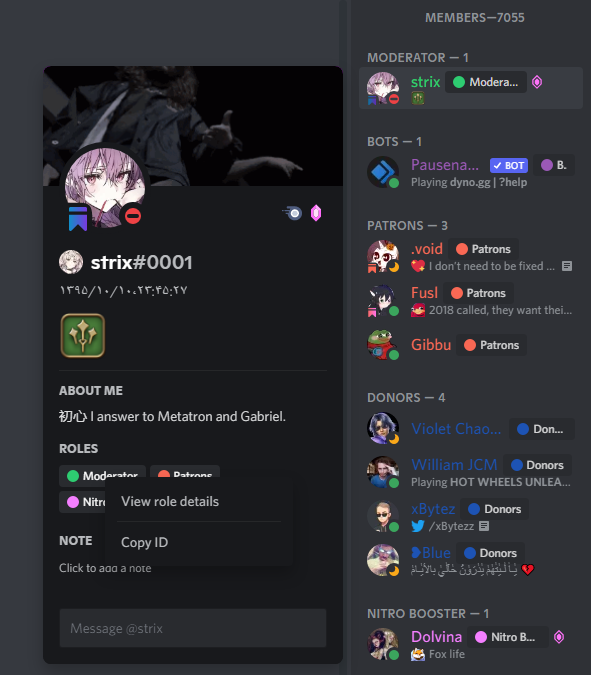 MEMBERS—7055
MODERATOR — 1
strix Modera...
BOTS — 1
Pausena... BOT B.
Playing dyno.gg | ?help
PATRONS — 3
.void Patrons
I don't need to be fixed ...
Fusl Patrons
2018 called, they want thei...
Gibbu Patrons
DONORS — 4
Violet Chao... Don...
William JCM Donors
Playing HOT WHEELS UNLEA...
xBytez Donors
/xBytezz
Blue Donors
NITRO BOOSTER — 1
Dolvina Nitro B...
Fox life
strix#0001
۱۳۹۵/۱۰/۱۰،۲۳:۴۵:۲۷
ABOUT ME
初心 I answer to Metatron and Gabriel.
ROLES
Moderator Patrons
Nitro
View role details
Copy ID
NOTE
Click to add a note
Message @strix